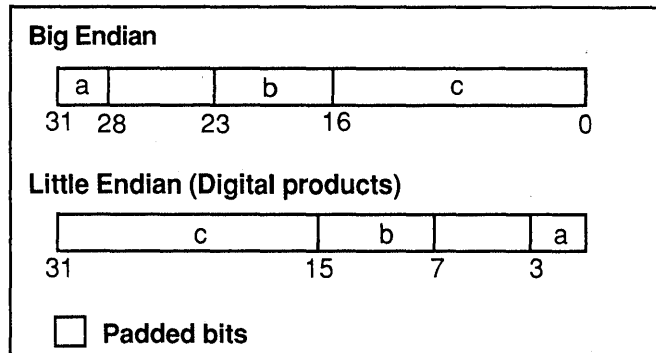 Big Endian
a b c
31 28 23 16 0
Little Endian (Digital products)
c b a
31 15 7 3
Padded bits